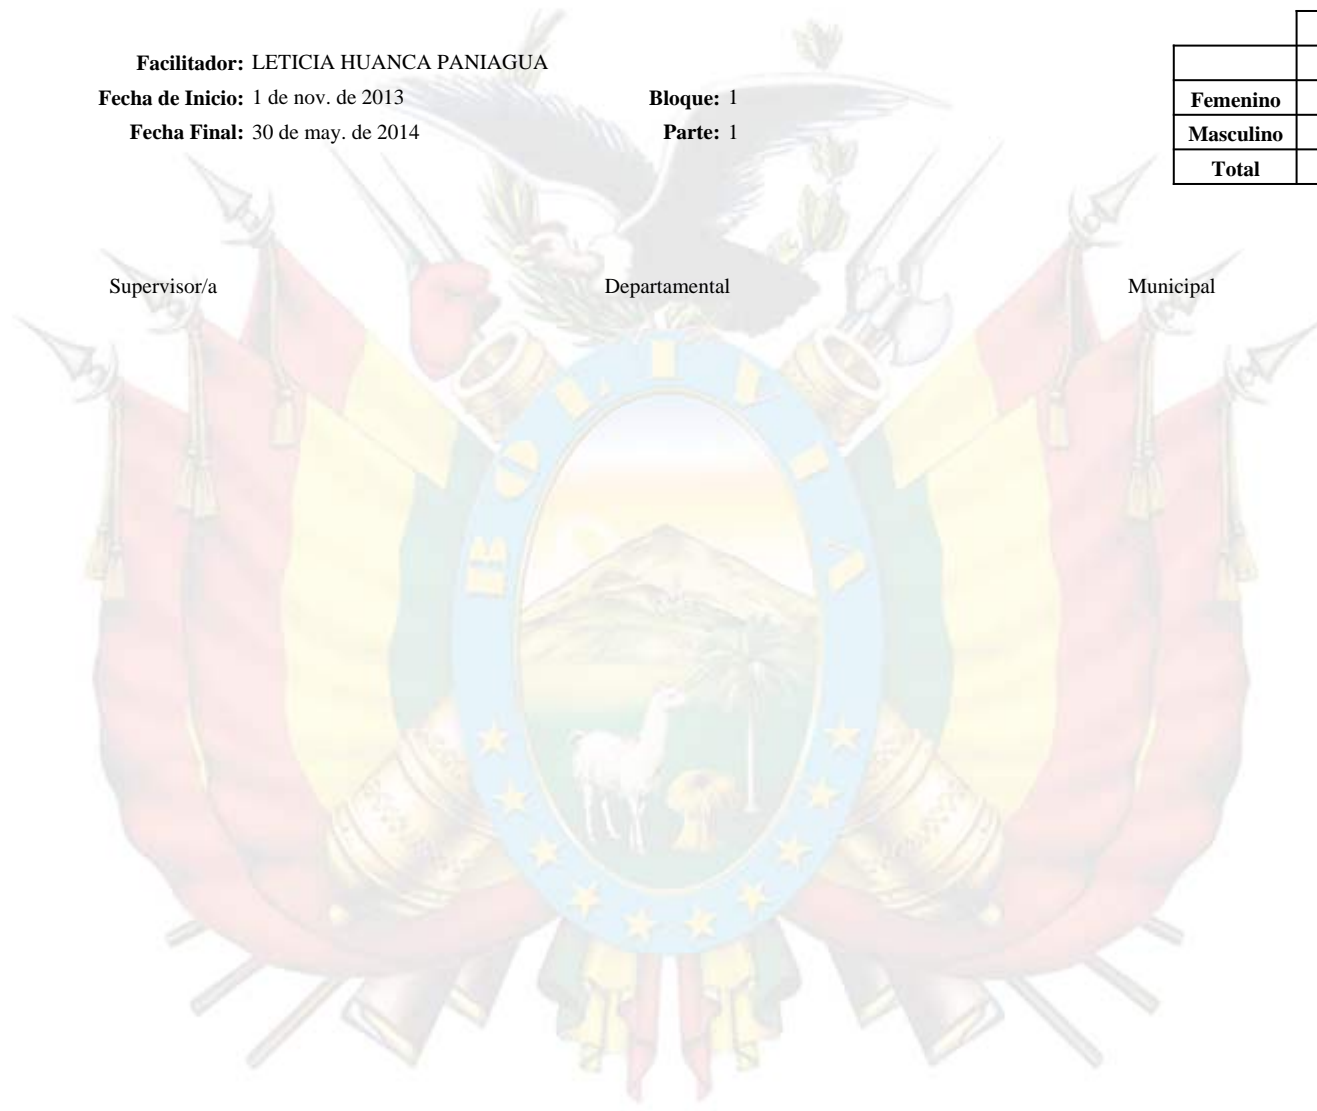 Facilitador: LETICIA HUANCA PANIAGUA
Fecha de Inicio: 1 de nov. de 2013 Bloque: 1
Fecha Final: 30 de may. de 2014 Parte: 1
Femenino
Masculino
Total
Supervisor/a Departamental Municipal
BOLIVIA